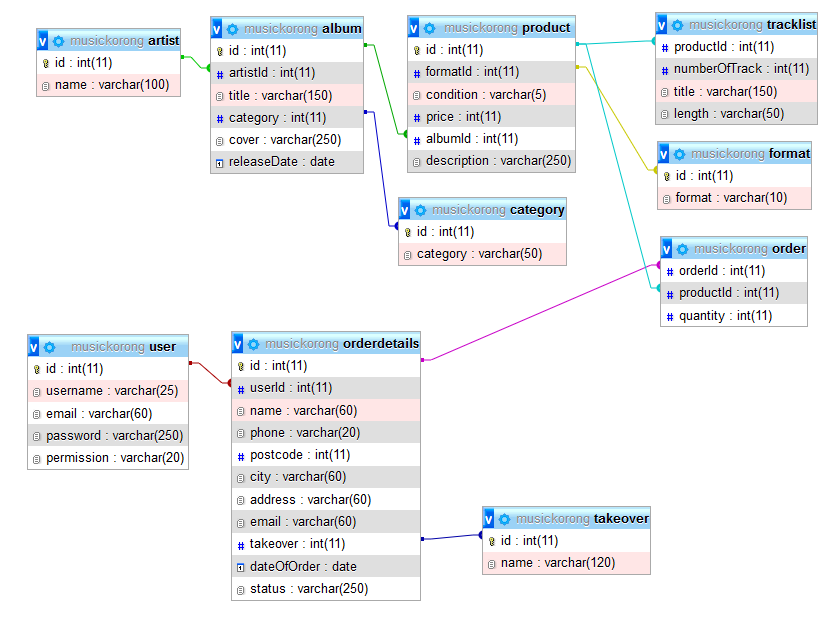 v musickorong artist
id : int(11)
name : varchar(100)
v musickorong album
id : int(11)
artistId : int(11)
title : varchar(150)
category : int(11)
cover : varchar(250)
releaseDate : date
v musickorong product
id : int(11)
formatId : int(11)
condition : varchar(5)
price : int(11)
albumId : int(11)
description : varchar(250)
v musickorong tracklist
productId : int(11)
numberOfTrack : int(11)
title : varchar(150)
length : varchar(50)
v musickorong format
id : int(11)
format : varchar(10)
v musickorong category
id : int(11)
category : varchar(50)
v musickorong order
orderId : int(11)
productId : int(11)
quantity : int(11)
v musickorong user
id : int(11)
username : varchar(25)
email : varchar(60)
password : varchar(250)
permission : varchar(20)
v musickorong orderdetails
id : int(11)
userId : int(11)
name : varchar(60)
phone : varchar(20)
postcode : int(11)
city : varchar(60)
address : varchar(60)
email : varchar(60)
takeover : int(11)
dateOfOrder : date
status : varchar(250)
v musickorong takeover
id : int(11)
name : varchar(120)